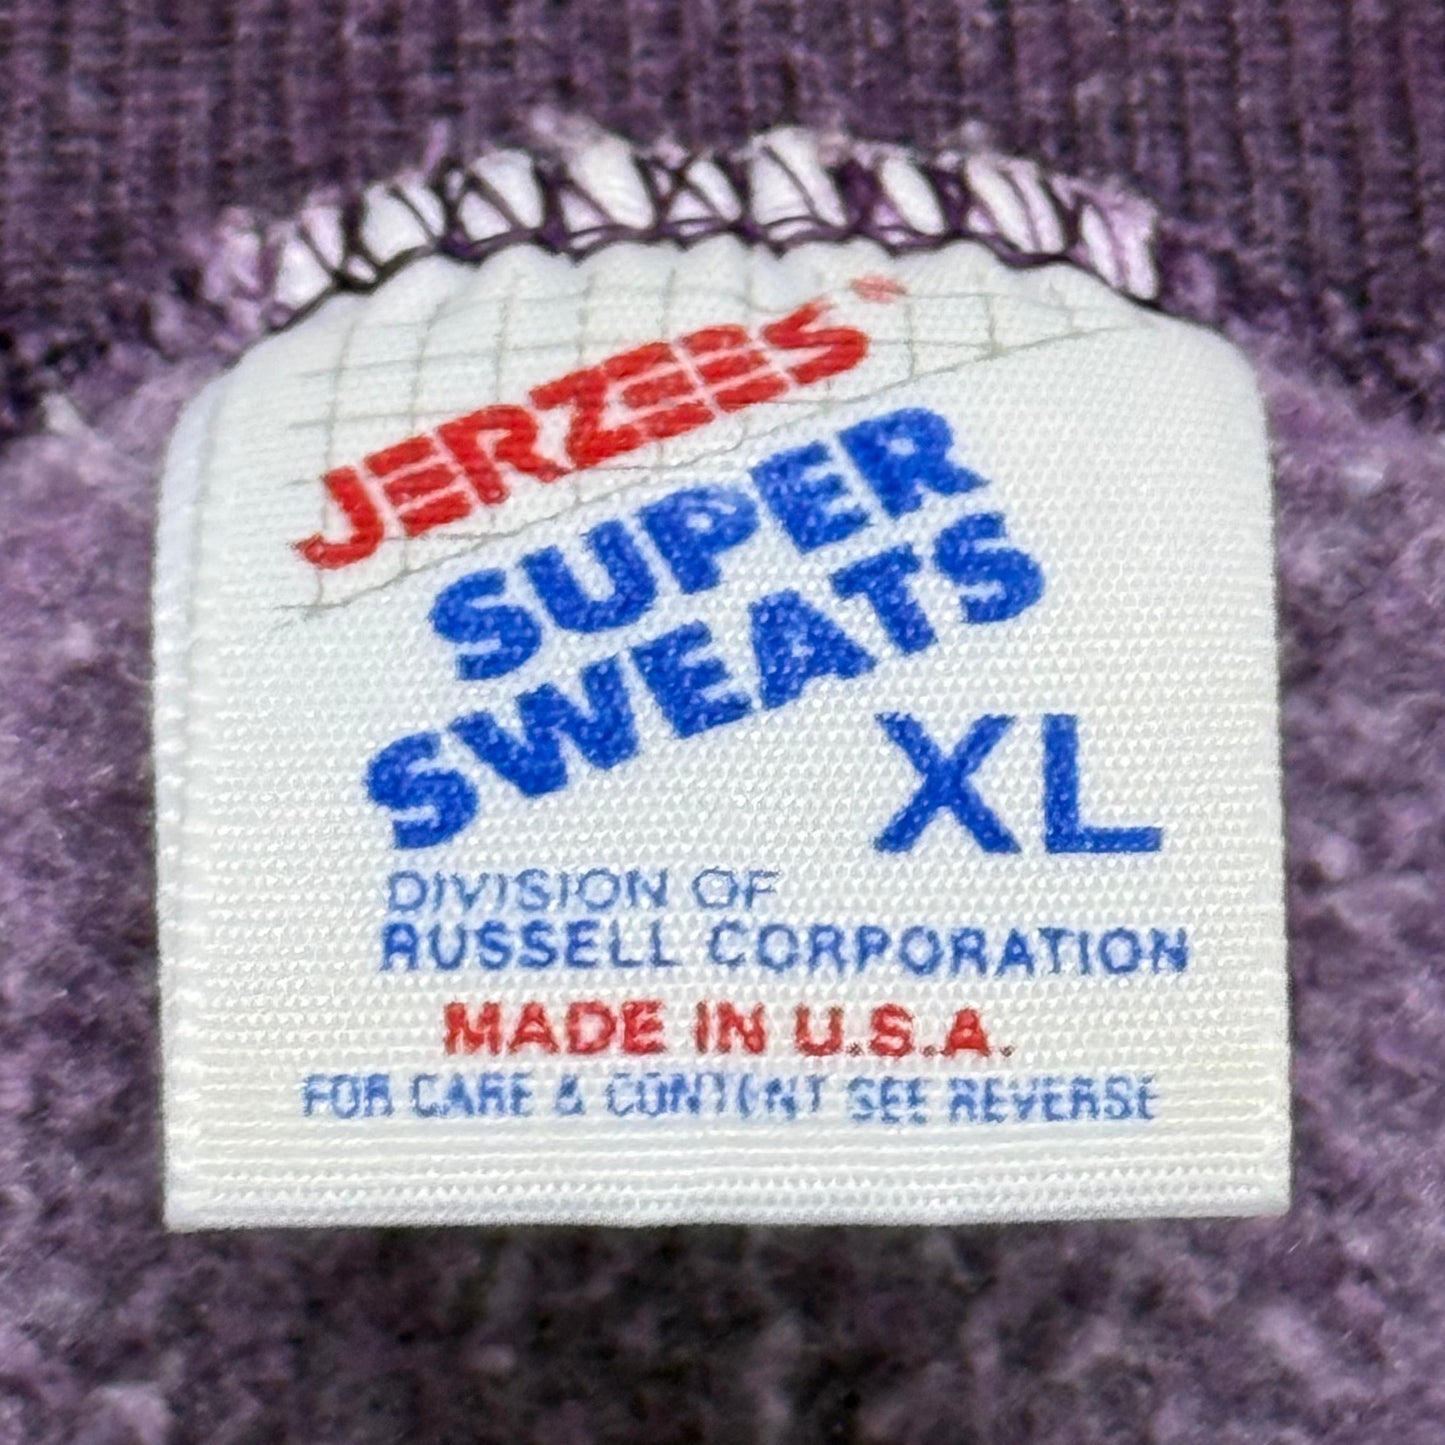 JERZEES
SUPER
SWEATS
XL
DIVISION OF
RUSSELL CORPORATION
MADE IN U.S.A.
FOR CARE & CONTENT SEE REVERSE